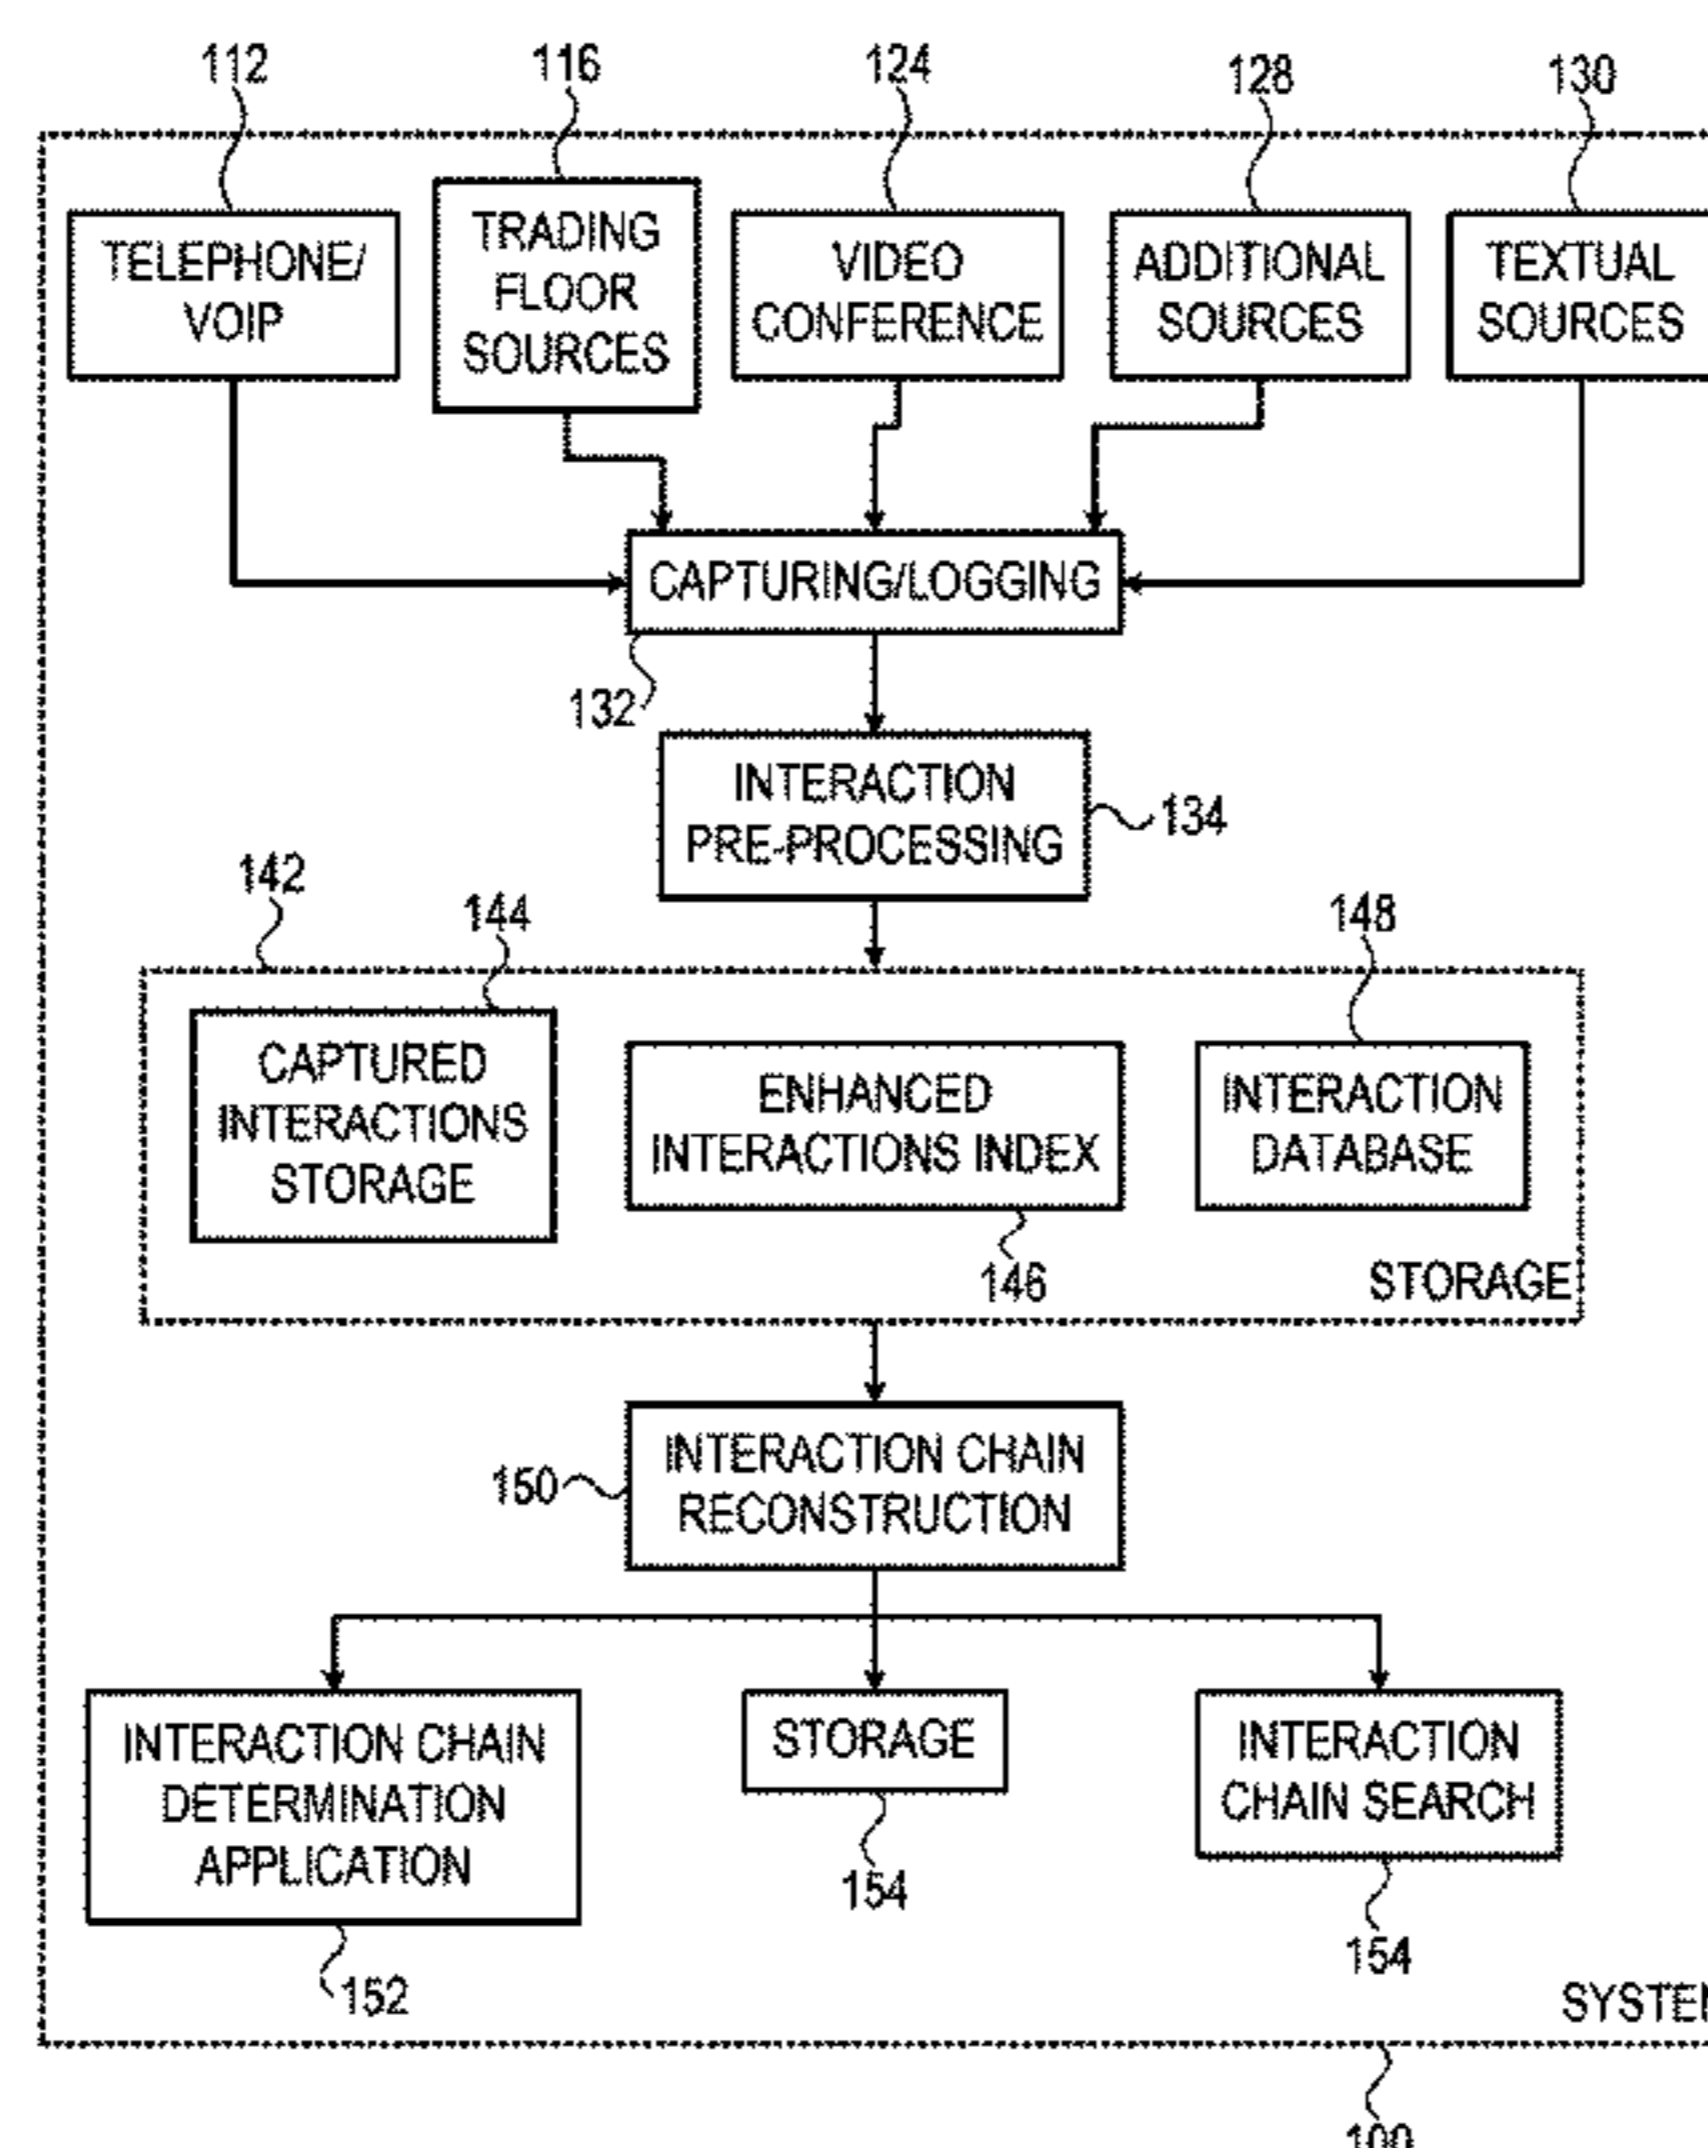 112
116
124
128
130
TELEPHONE/
VOIP
TRADING
FLOOR
SOURCES
VIDEO
CONFERENCE
ADDITIONAL
SOURCES
TEXTUAL
SOURCES
CAPTURING/LOGGING
132
INTERACTION
PRE-PROCESSING
134
142
144
148
CAPTURED
INTERACTIONS
STORAGE
ENHANCED
INTERACTIONS INDEX
INTERACTION
DATABASE
146
STORAGE
INTERACTION CHAIN
RECONSTRUCTION
150
INTERACTION CHAIN
DETERMINATION
APPLICATION
STORAGE
INTERACTION
CHAIN SEARCH
152
154
154
100